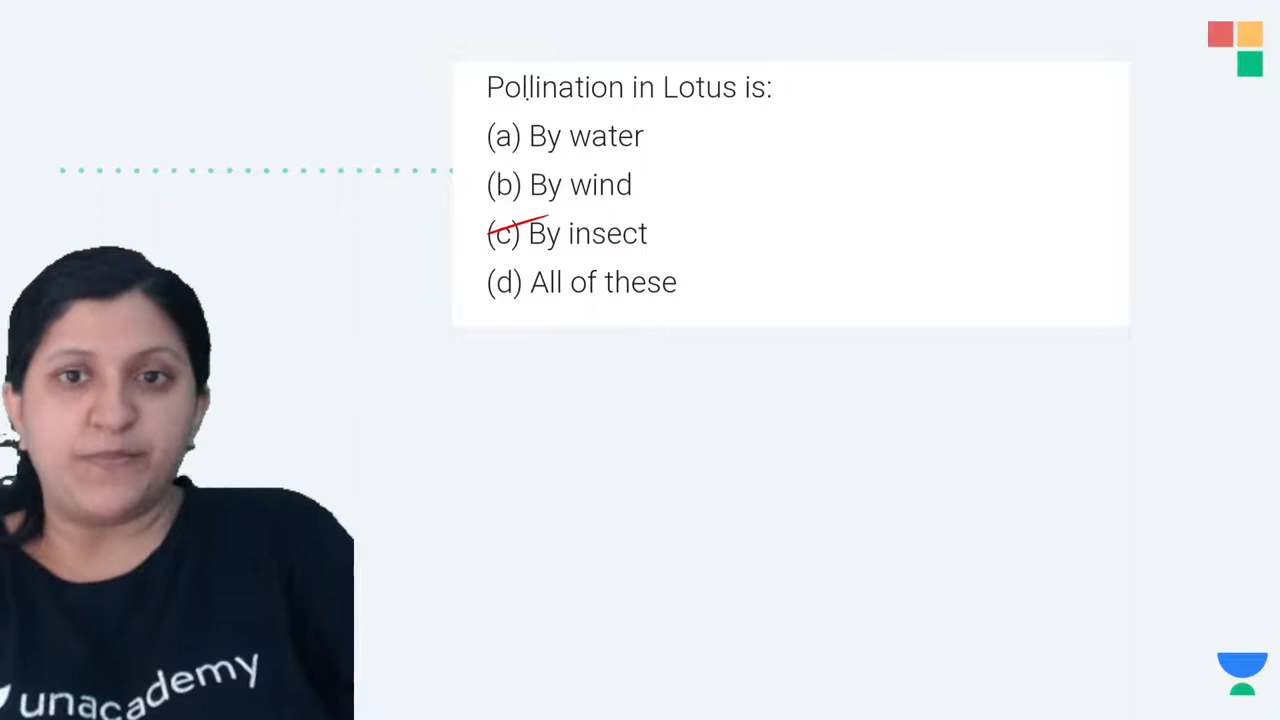 Pollination in Lotus is:
(a) By water
(b) By wind
(c) By insect
(d) All of these
unacademy